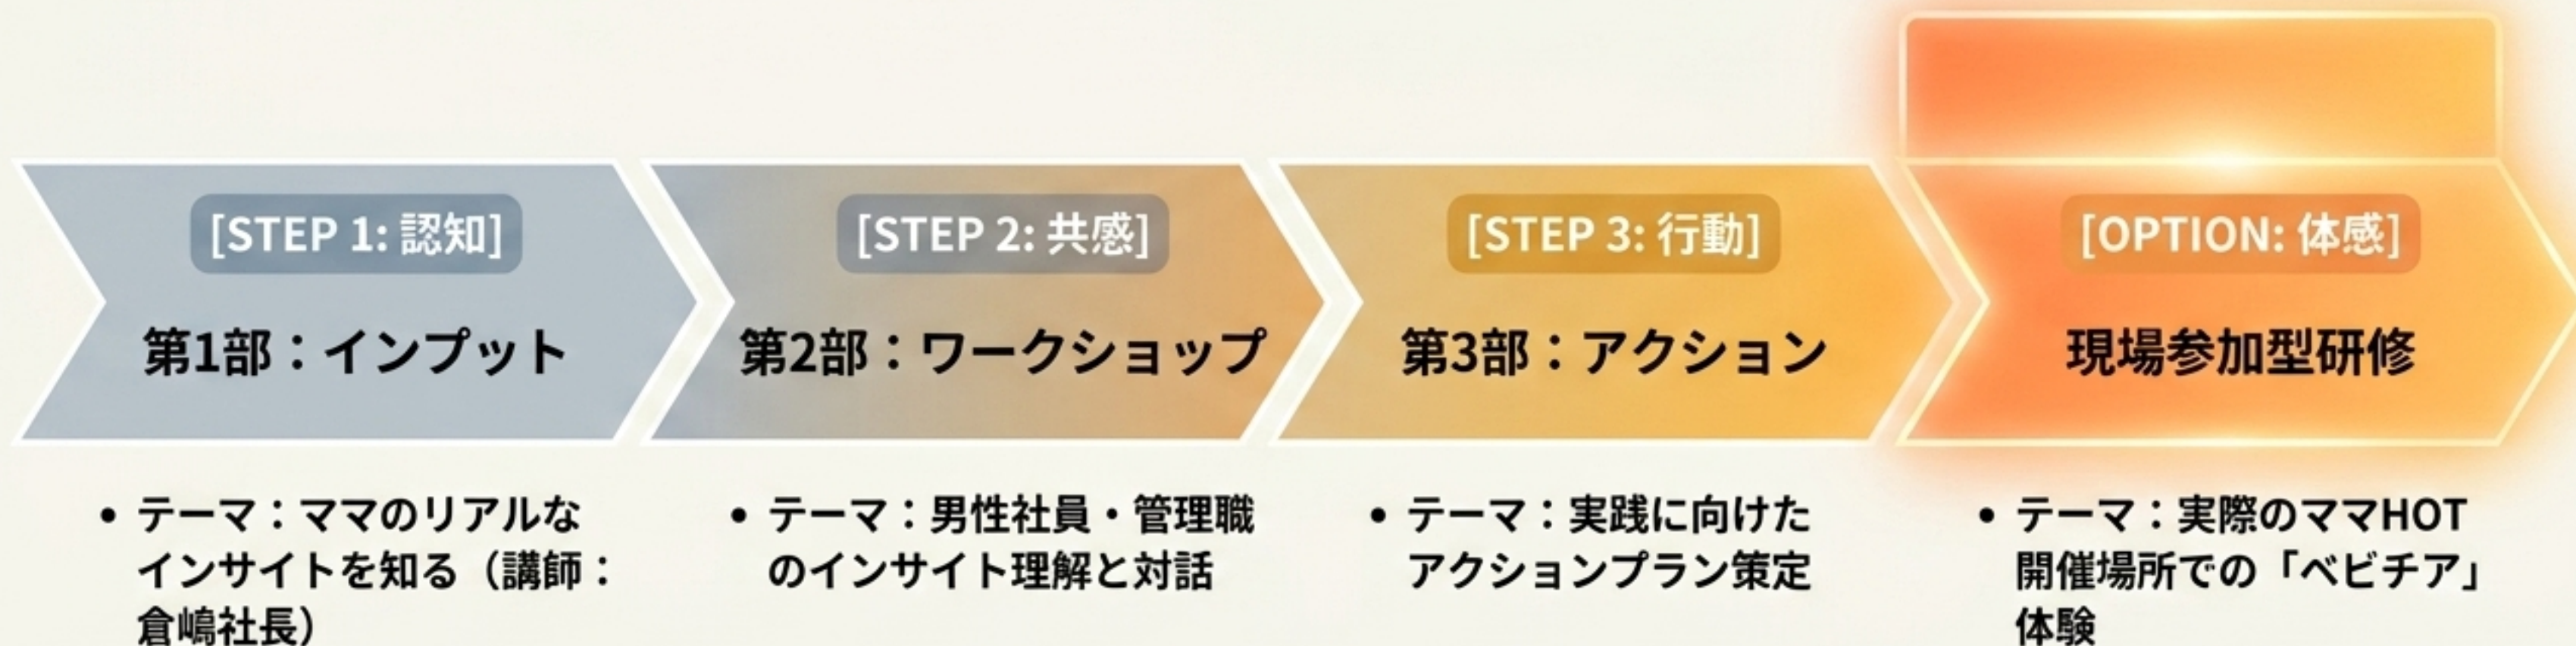 [STEP 1: 認知]
第1部：インプット
• テーマ：ママのリアルな
インサイトを知る（講師：
倉嶋社長）
[STEP 2: 共感]
第2部：ワークショップ
• テーマ：男性社員・管理職
のインサイト理解と対話
[STEP 3: 行動]
第3部：アクション
• テーマ：実践に向けた
アクションプラン策定
[OPTION: 体感]
現場参加型研修
• テーマ：実際のママHOT
開催場所での「ベビチア」
体験